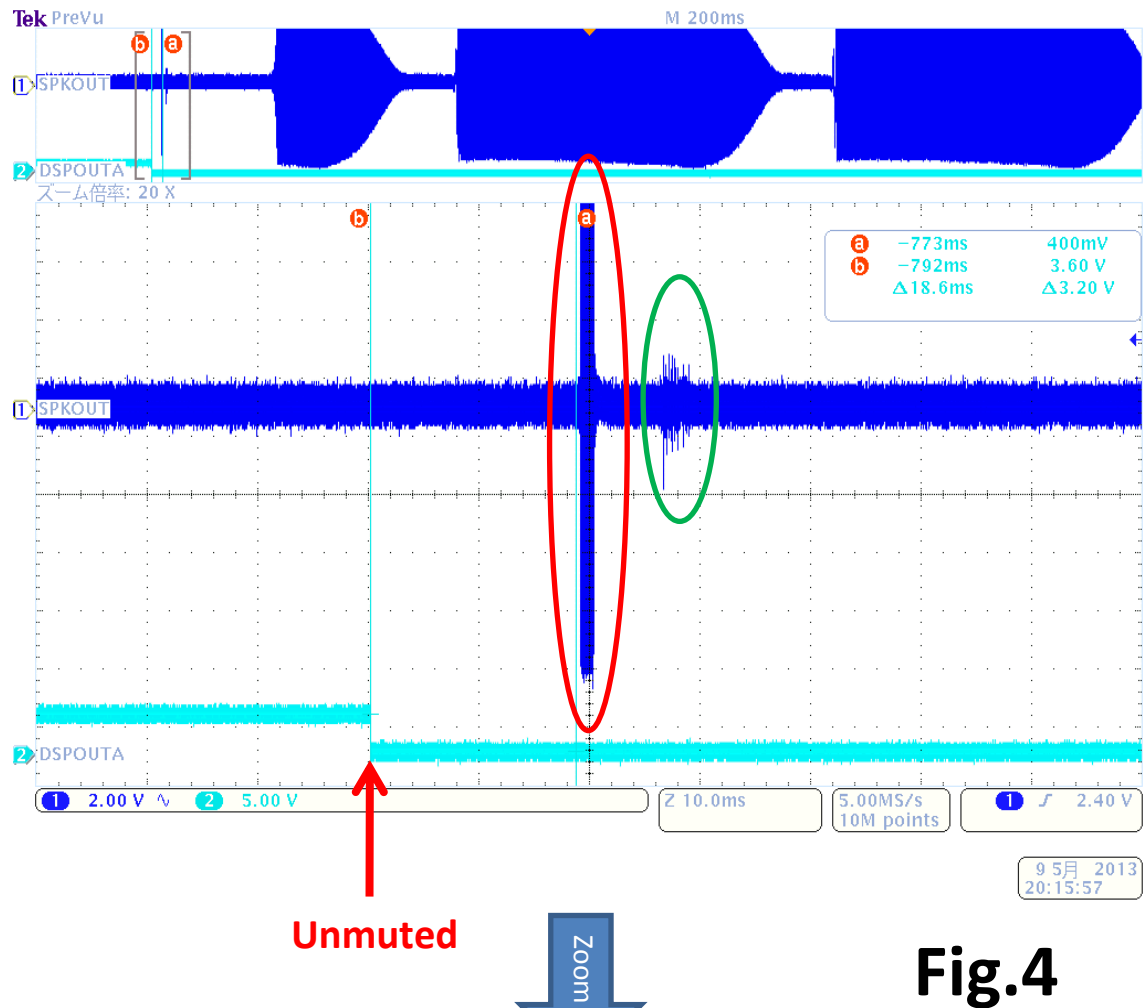 Tek PreVu M 200ms
b a
1 SPKOUT
2 DSPOUTA
ズーム倍率: 20 X
b a
a -773ms 400mV
b -792ms 3.60 V
Δ18.6ms Δ3.20 V
1 SPKOUT
2 DSPOUTA
1 2.00 V 2 5.00 V
Z 10.0ms
5.00MS/s
10M points
1 2.40 V
9 5月 2013
20:15:57
Unmuted
Zoom
Fig.4